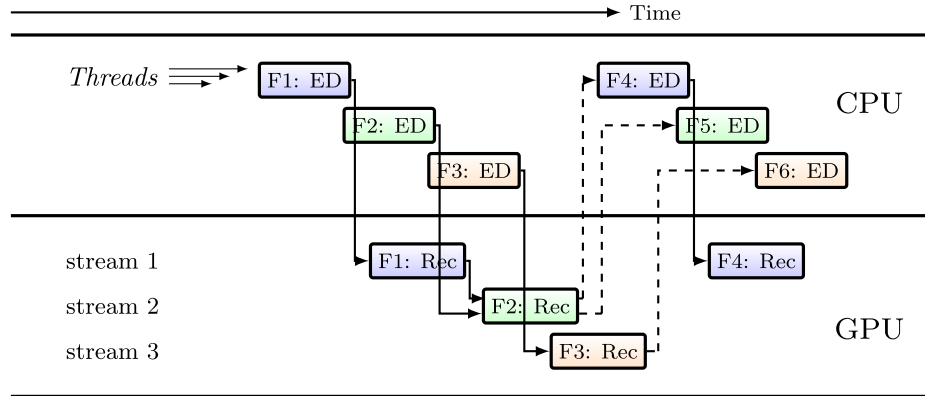 Time
Threads
F1: ED
F4: ED
CPU
F2: ED
F5: ED
F3: ED
F6: ED
stream 1
F1: Rec
F4: Rec
stream 2
F2: Rec
GPU
stream 3
F3: Rec